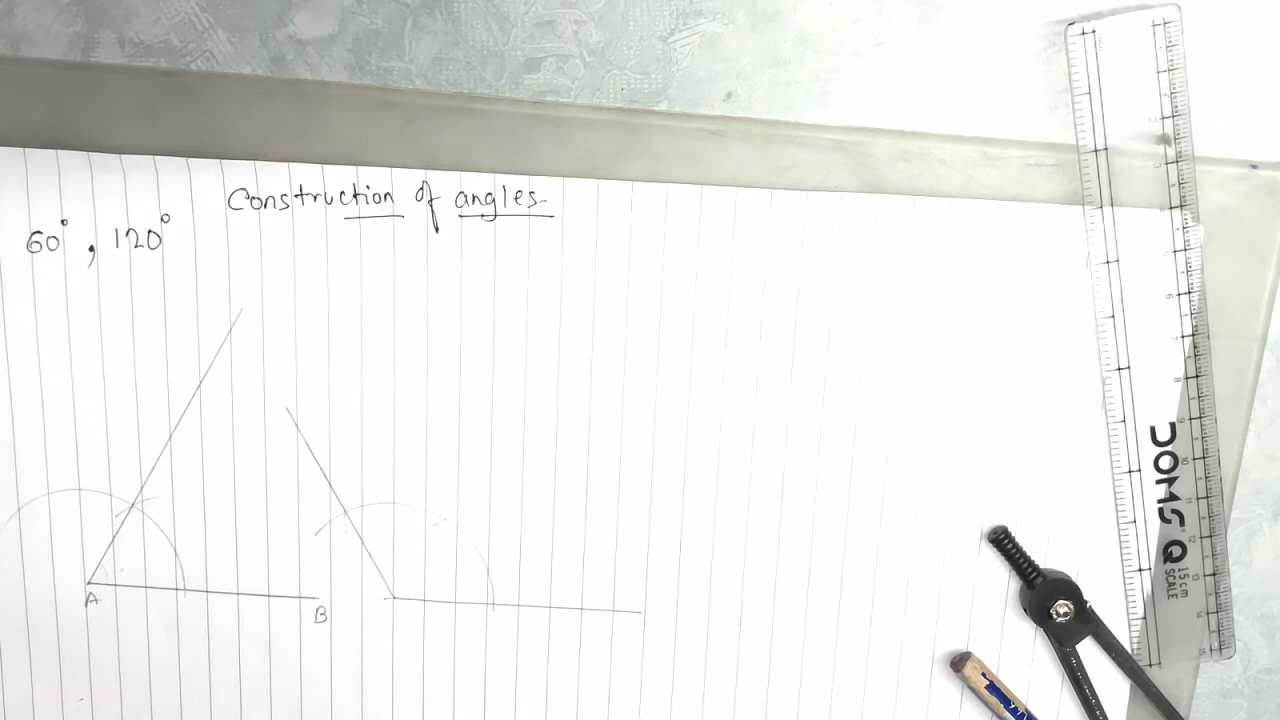 Construction of angles.
60°, 120°
A
B
DOMS Q
15 cm
SCALE